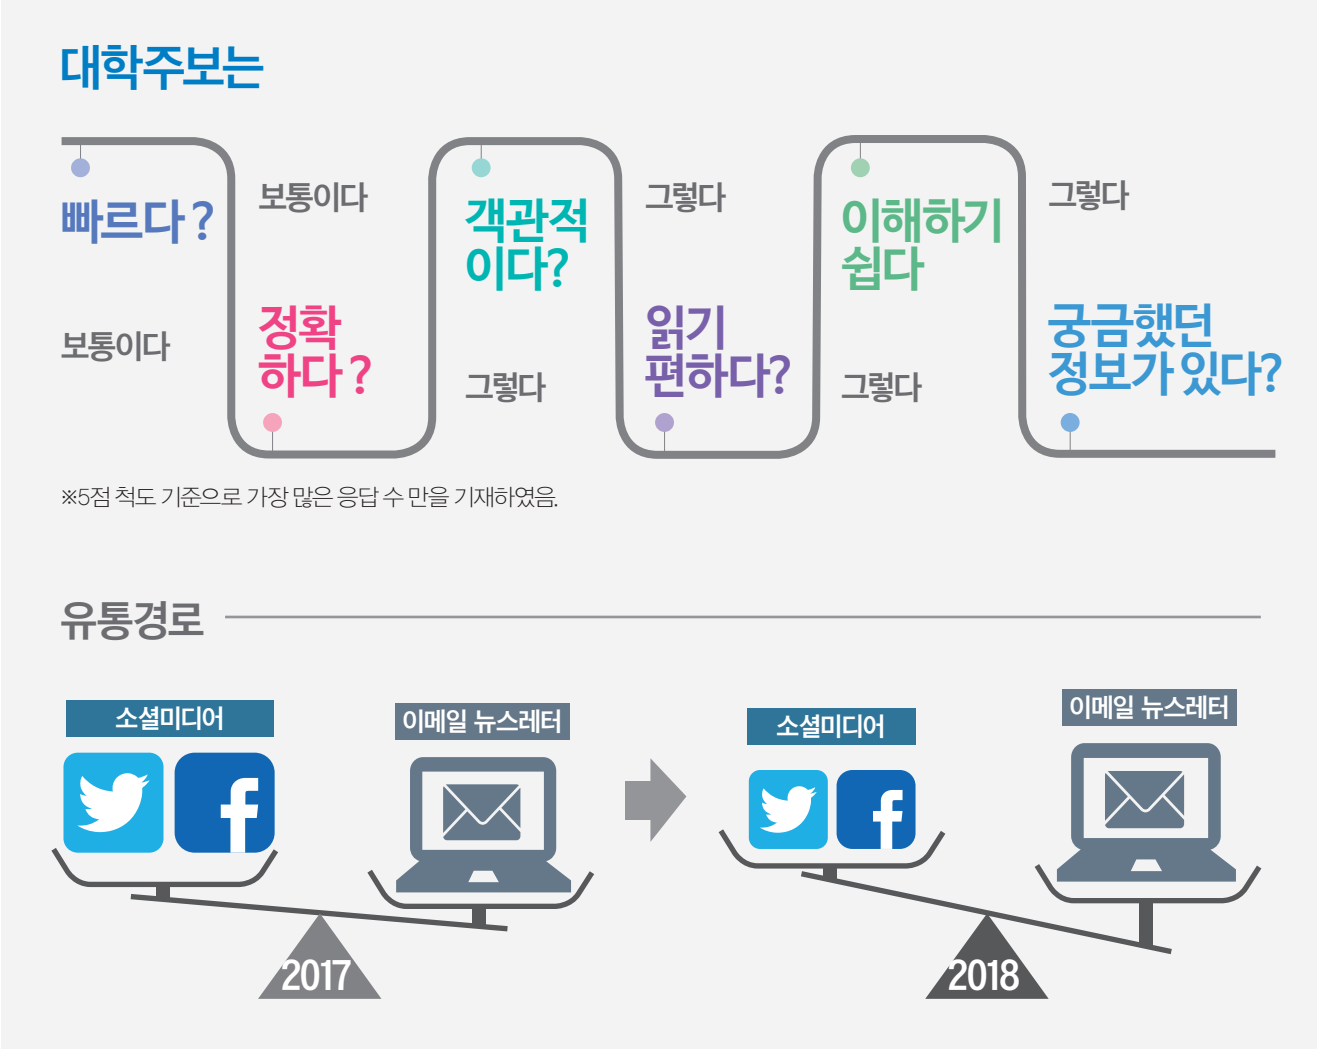 대학주보는
빠르다 ?
보통이다
보통이다
정확
하다 ?
객관적
이다?
그렇다
그렇다
읽기
편하다?
이해하기
쉽다
그렇다
그렇다
궁금했던
정보가 있다?
※5점 척도 기준으로 가장 많은 응답 수 만을 기재하였음.
유통경로
소셜미디어
이메일 뉴스레터
2017
소셜미디어
이메일 뉴스레터
2018